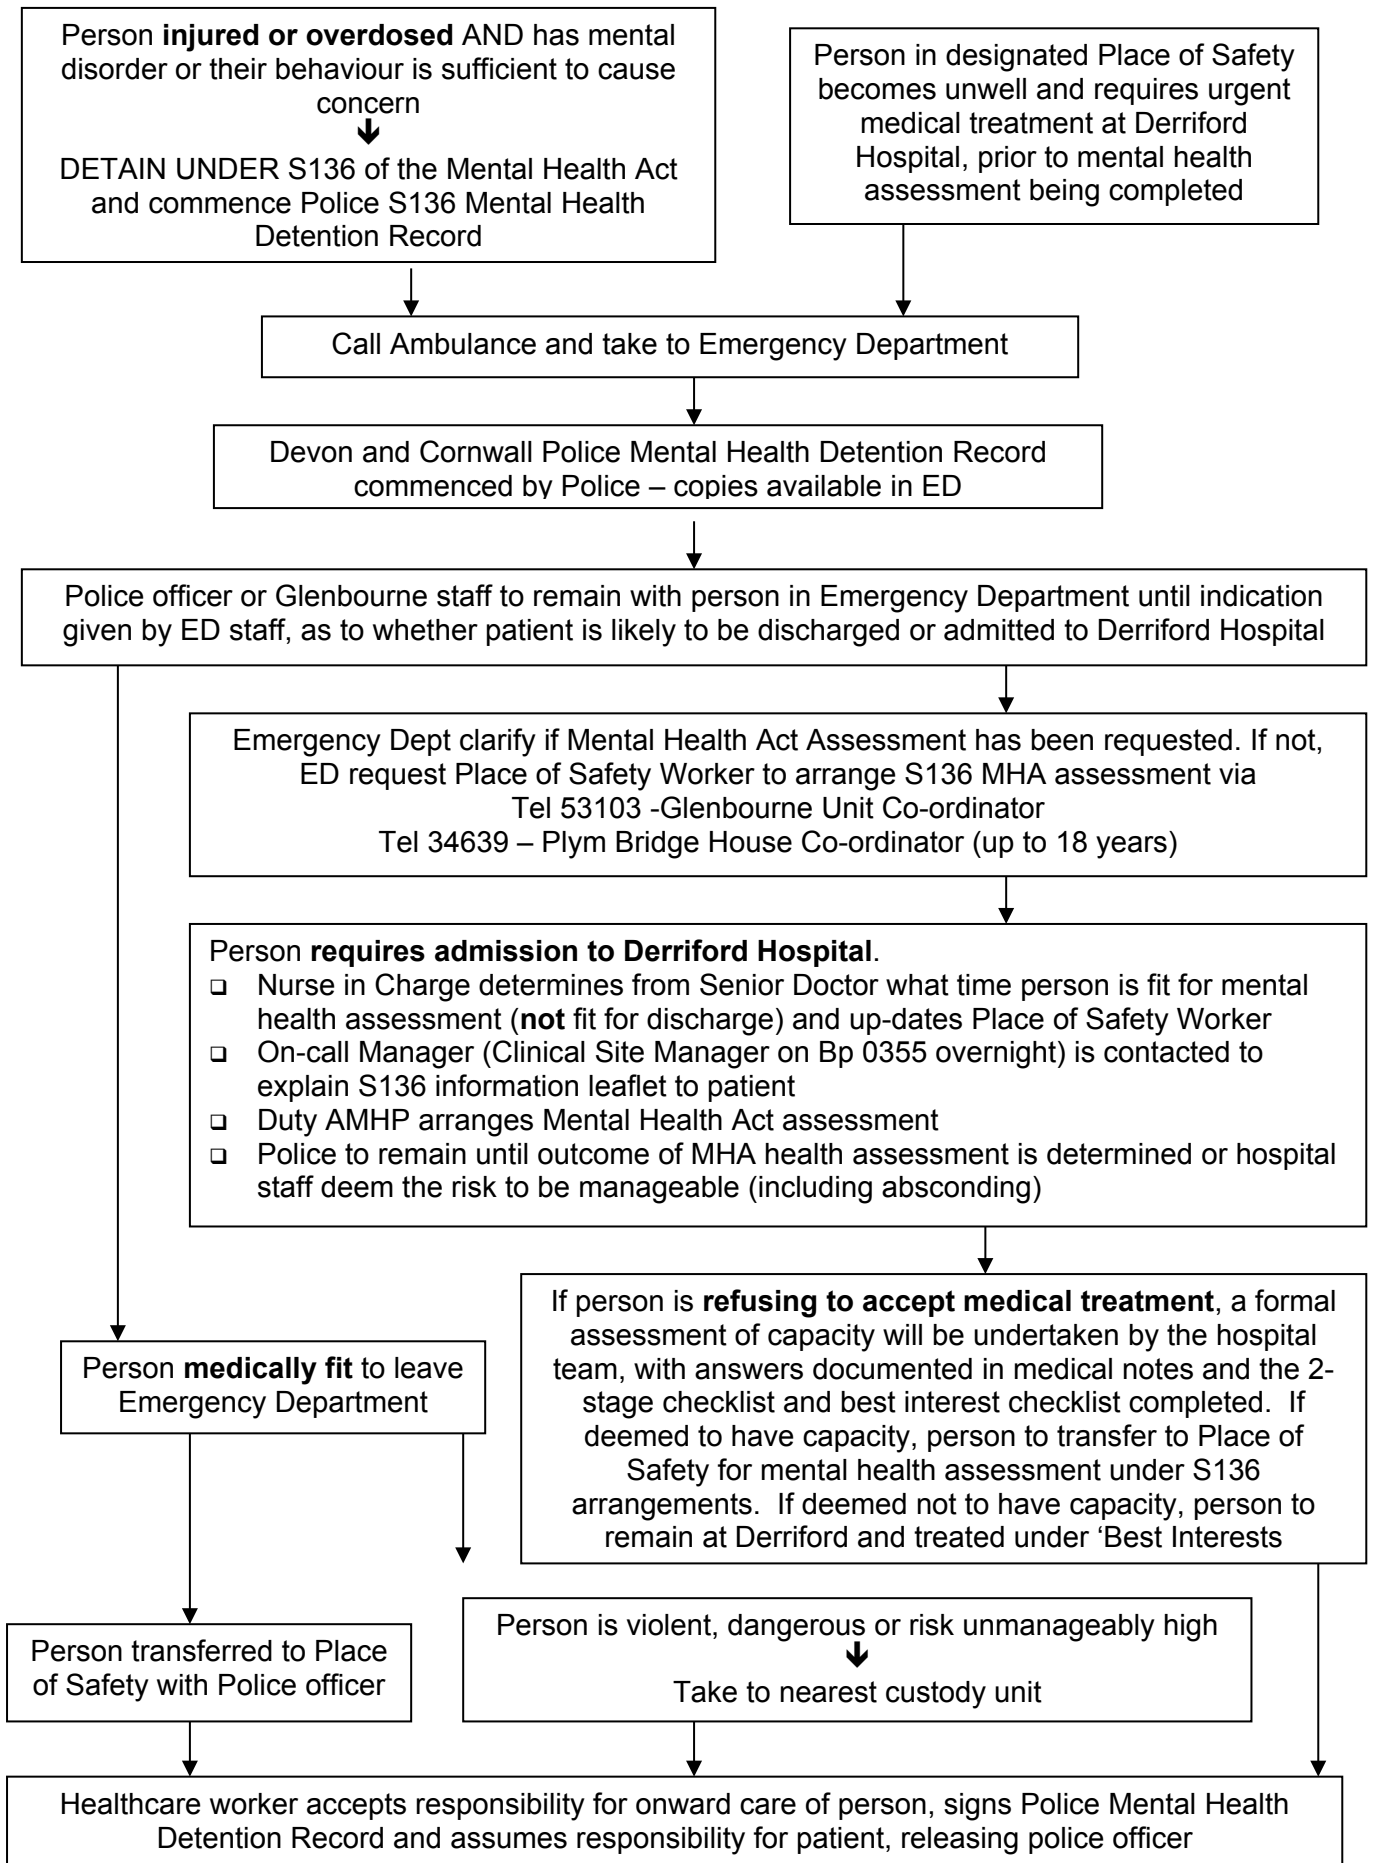 Person injured or overdosed AND has mental
disorder or their behaviour is sufficient to cause
concern
DETAIN UNDER S136 of the Mental Health Act
and commence Police S136 Mental Health
Detention Record
Person in designated Place of Safety
becomes unwell and requires urgent
medical treatment at Derriford
Hospital, prior to mental health
assessment being completed
Call Ambulance and take to Emergency Department
Devon and Cornwall Police Mental Health Detention Record
commenced by Police – copies available in ED
Police officer or Glenbourne staff to remain with person in Emergency Department until indication
given by ED staff, as to whether patient is likely to be discharged or admitted to Derriford Hospital
Emergency Dept clarify if Mental Health Act Assessment has been requested. If not,
ED request Place of Safety Worker to arrange S136 MHA assessment via
Tel 53103 -Glenbourne Unit Co-ordinator
Tel 34639 – Plym Bridge House Co-ordinator (up to 18 years)
Person requires admission to Derriford Hospital.
Nurse in Charge determines from Senior Doctor what time person is fit for mental
health assessment (not fit for discharge) and up-dates Place of Safety Worker
On-call Manager (Clinical Site Manager on Bp 0355 overnight) is contacted to
explain S136 information leaflet to patient
Duty AMHP arranges Mental Health Act assessment
Police to remain until outcome of MHA health assessment is determined or hospital
staff deem the risk to be manageable (including absconding)
If person is refusing to accept medical treatment, a formal
assessment of capacity will be undertaken by the hospital
team, with answers documented in medical notes and the 2-
stage checklist and best interest checklist completed.  If
deemed to have capacity, person to transfer to Place of
Safety for mental health assessment under S136
arrangements.  If deemed not to have capacity, person to
remain at Derriford and treated under ‘Best Interests
Person medically fit to leave
Emergency Department
Person transferred to Place
of Safety with Police officer
Person is violent, dangerous or risk unmanageably high
Take to nearest custody unit
Healthcare worker accepts responsibility for onward care of person, signs Police Mental Health
Detention Record and assumes responsibility for patient, releasing police officer